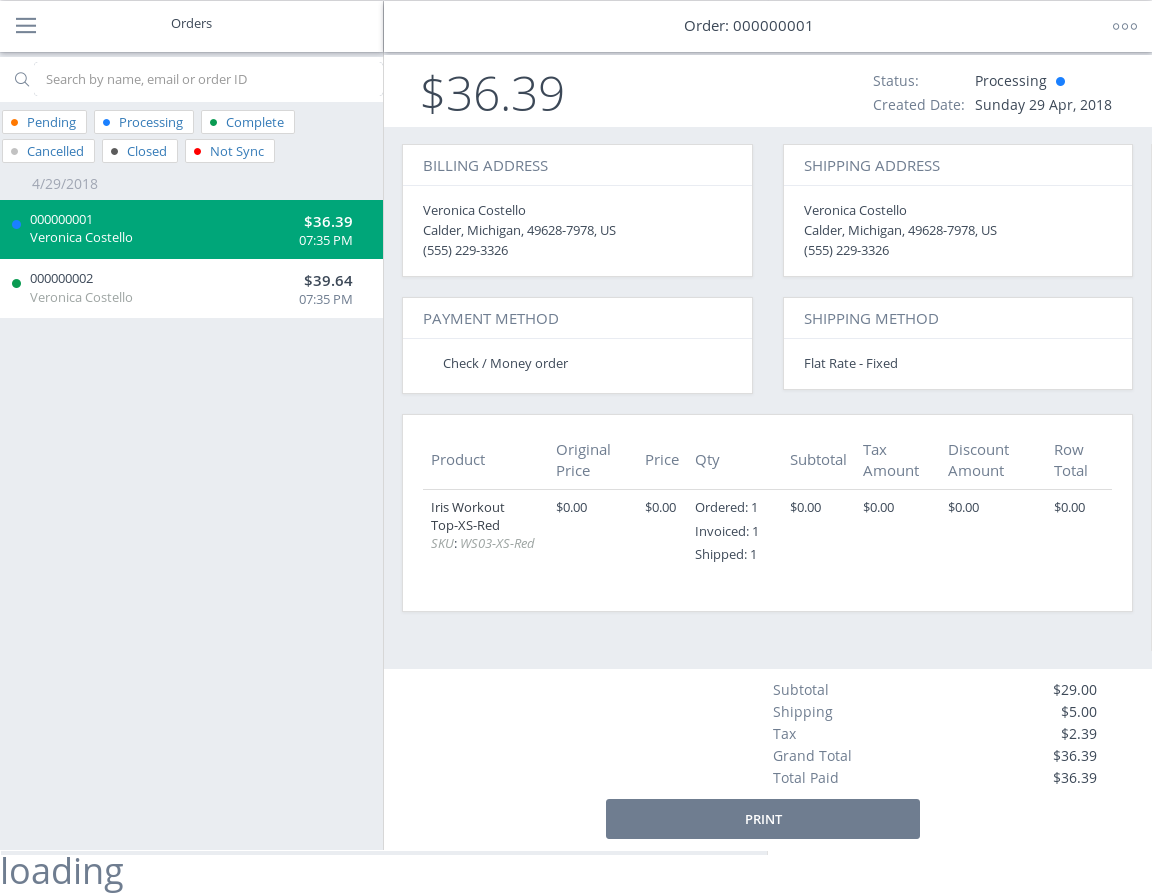 Orders
Order: 000000001
Search by name, email or order ID
Pending Processing Complete
Cancelled Closed Not Sync
4/29/2018
000000001 $36.39
Veronica Costello 07:35 PM
000000002 $39.64
Veronica Costello 07:35 PM
$36.39
Status: Processing
Created Date: Sunday 29 Apr, 2018
BILLING ADDRESS
Veronica Costello
Calder, Michigan, 49628-7978, US
(555) 229-3326
SHIPPING ADDRESS
Veronica Costello
Calder, Michigan, 49628-7978, US
(555) 229-3326
PAYMENT METHOD
Check / Money order
SHIPPING METHOD
Flat Rate - Fixed
Product Original Price Price Qty Subtotal Tax Amount Discount Amount Row Total
Iris Workout $0.00 $0.00 Ordered: 1 $0.00 $0.00 $0.00 $0.00
Top-XS-Red
Invoiced: 1
SKU: WS03-XS-Red
Shipped: 1
Subtotal $29.00
Shipping $5.00
Tax $2.39
Grand Total $36.39
Total Paid $36.39
PRINT
loading